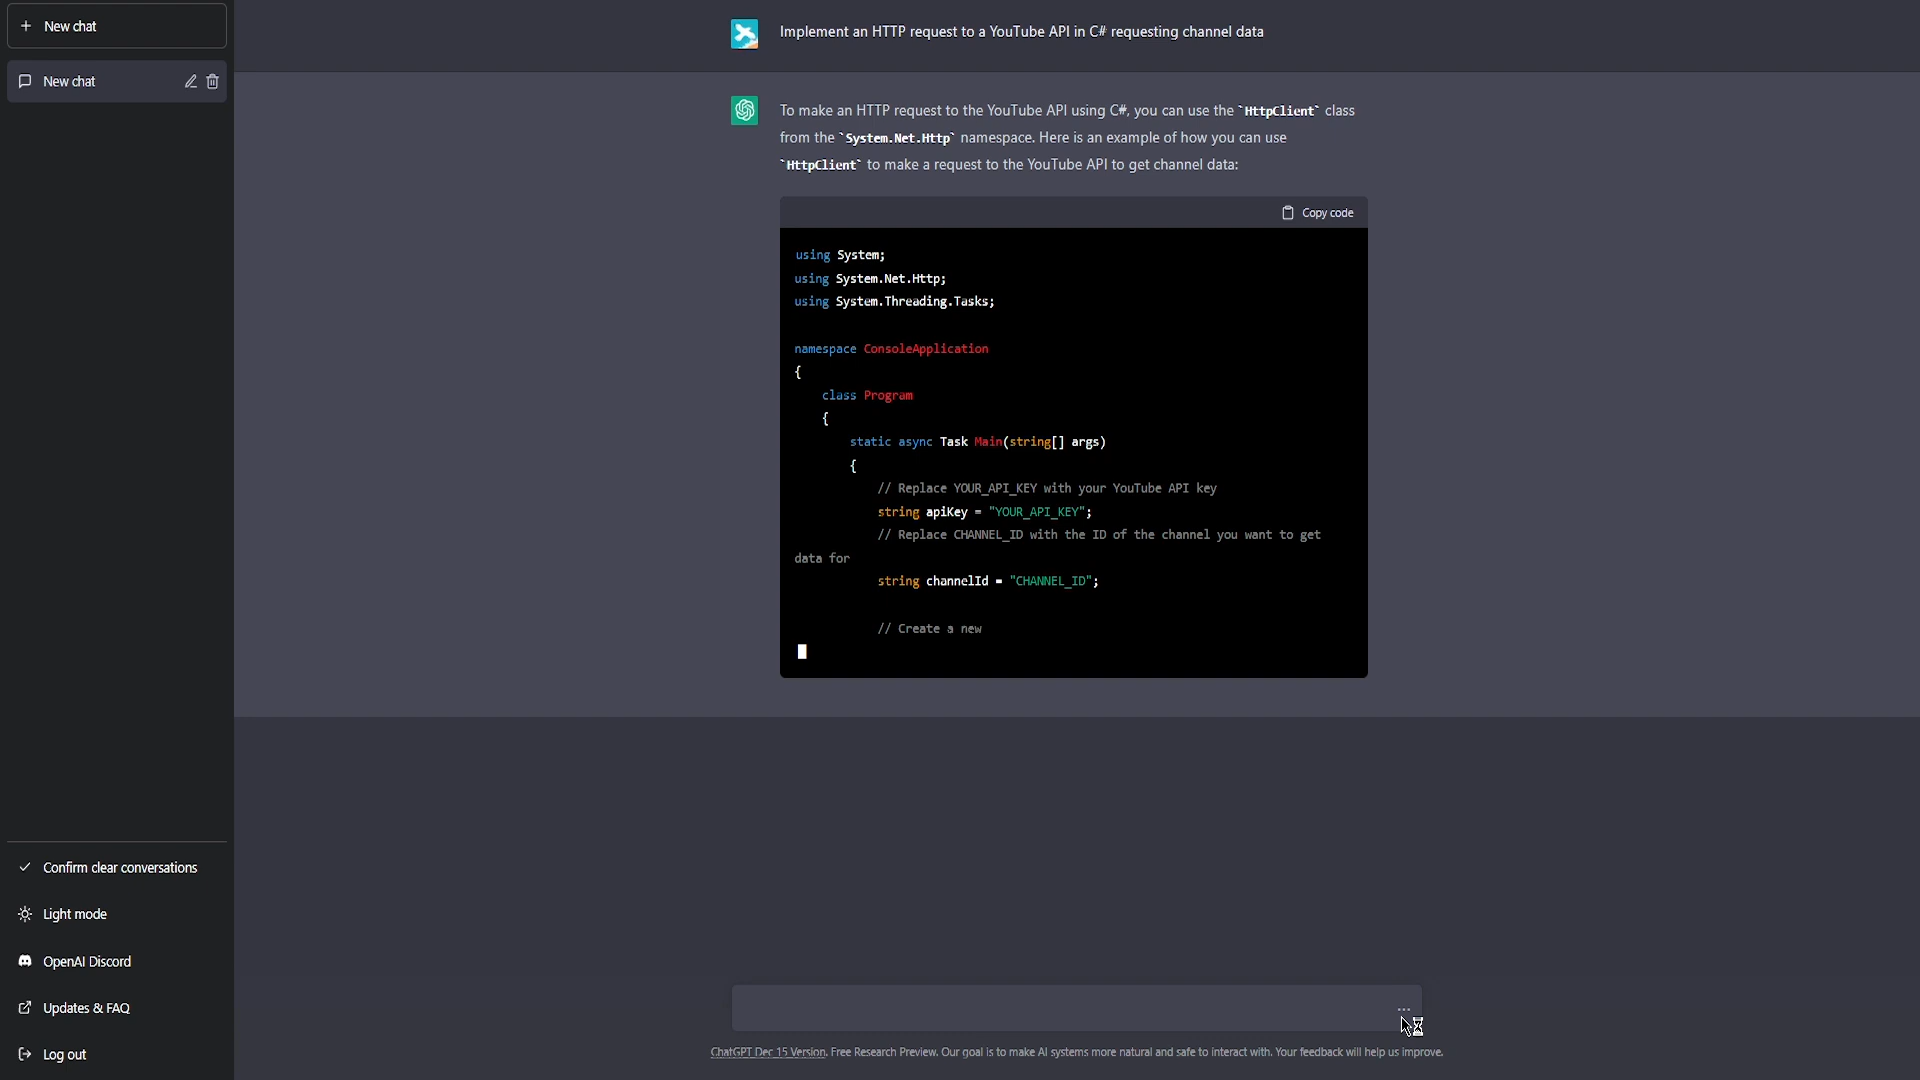 New chat
New chat
Confirm clear conversations
Light mode
OpenAI Discord
Updates & FAQ
Log out
Implement an HTTP request to a YouTube API in C# requesting channel data
To make an HTTP request to the YouTube API using C#, you can use the `HttpClient` class
from the `System.Net.Http` namespace. Here is an example of how you can use
`HttpClient` to make a request to the YouTube API to get channel data:
Copy code
using System;
using System.Net.Http;
using System.Threading.Tasks;
namespace ConsoleApplication
{
class Program
{
static async Task Main(string[] args)
{
// Replace YOUR_API_KEY with your YouTube API key
string apiKey = "YOUR_API_KEY";
// Replace CHANNEL_ID with the ID of the channel you want to get
data for
string channelId = "CHANNEL_ID";
// Create a new
ChatGPT Dec 15 Version. Free Research Preview. Our goal is to make AI systems more natural and safe to interact with. Your feedback will help us improve.